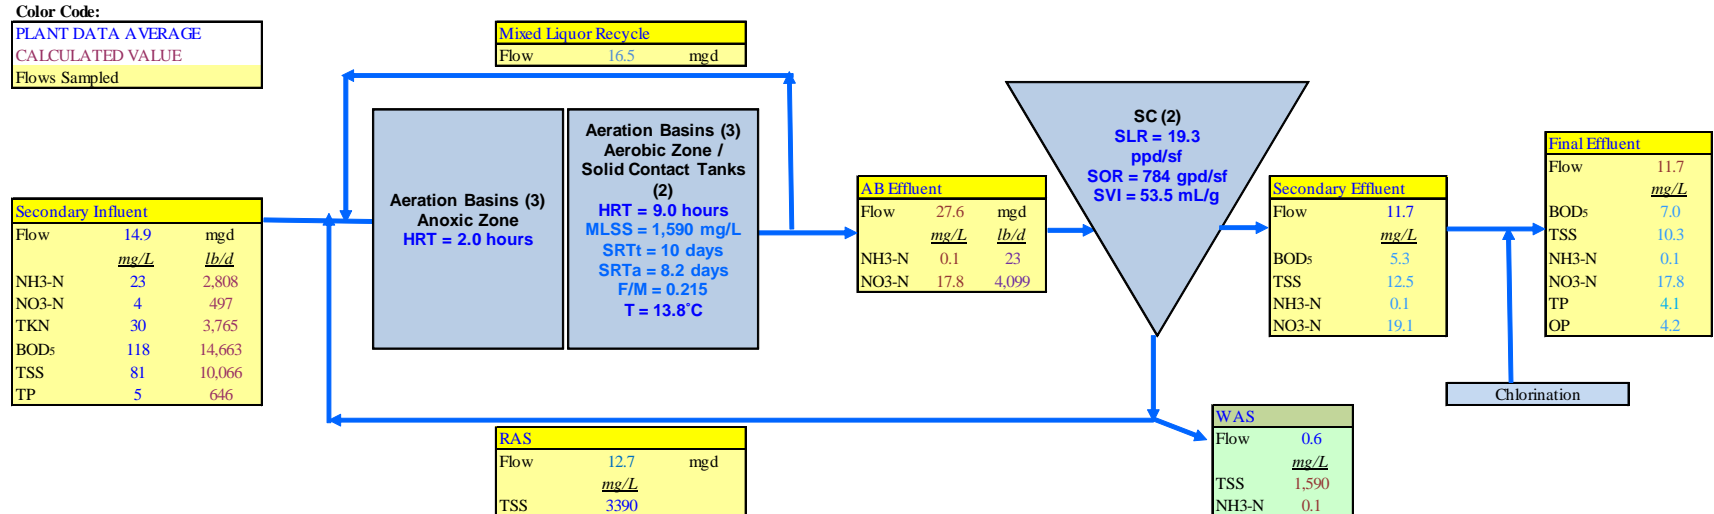 Color Code:
PLANT DATA AVERAGE
CALCULATED VALUE
Flows Sampled
Mixed Liquor Recycle
Flow 16.5 mgd
Secondary Influent
Flow 14.9 mgd
mg/L lb/d
NH3-N 23 2,808
NO3-N 4 497
TKN 30 3,765
BOD5 118 14,663
TSS 81 10,066
TP 5 646
Aeration Basins (3)
Anoxic Zone
HRT = 2.0 hours
Aeration Basins (3)
Aerobic Zone /
Solid Contact Tanks
(2)
HRT = 9.0 hours
MLSS = 1,590 mg/L
SRTt = 10 days
SRTa = 8.2 days
F/M = 0.215
T = 13.8˚C
AB Effluent
Flow 27.6 mgd
mg/L lb/d
NH3-N 0.1 23
NO3-N 17.8 4,099
SC (2)
SLR = 19.3
ppd/sf
SOR = 784 gpd/sf
SVI = 53.5 mL/g
Secondary Effluent
Flow 11.7
mg/L
BOD5 5.3
TSS 12.5
NH3-N 0.1
NO3-N 19.1
Final Effluent
Flow 11.7
mg/L
BOD5 7.0
TSS 10.3
NH3-N 0.1
NO3-N 17.8
TP 4.1
OP 4.2
Chlorination
RAS
Flow 12.7 mgd
mg/L
TSS 3390
WAS
Flow 0.6
mg/L
TSS 1,590
NH3-N 0.1